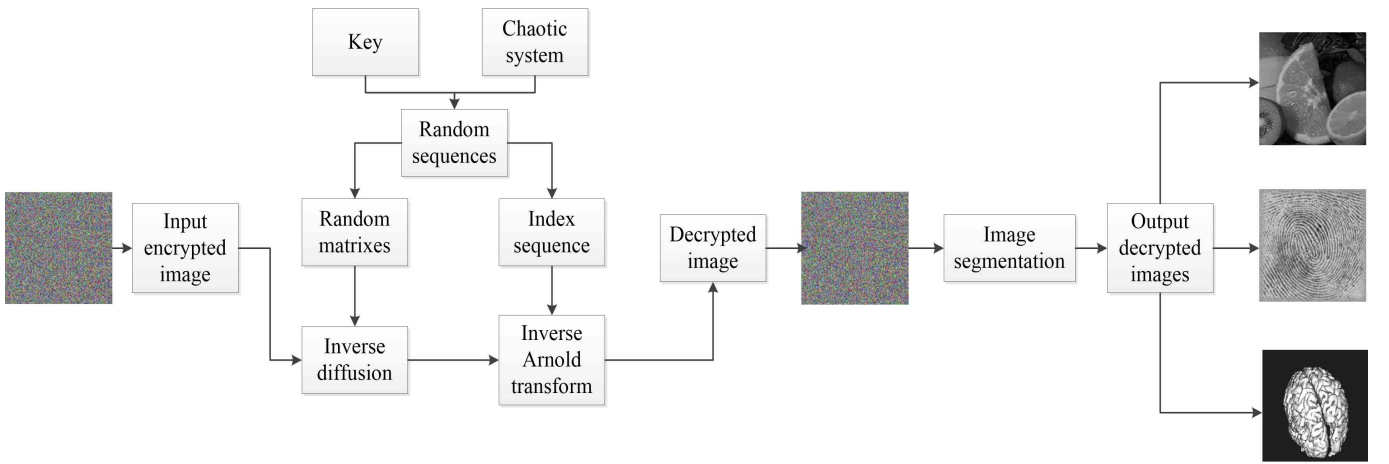 Key
Chaotic
system
Random
sequences
Input
encrypted
image
Random
matrixes
Index
sequence
Decrypted
image
Image
segmentation
Output
decrypted
images
Inverse
diffusion
Inverse
Arnold
transform